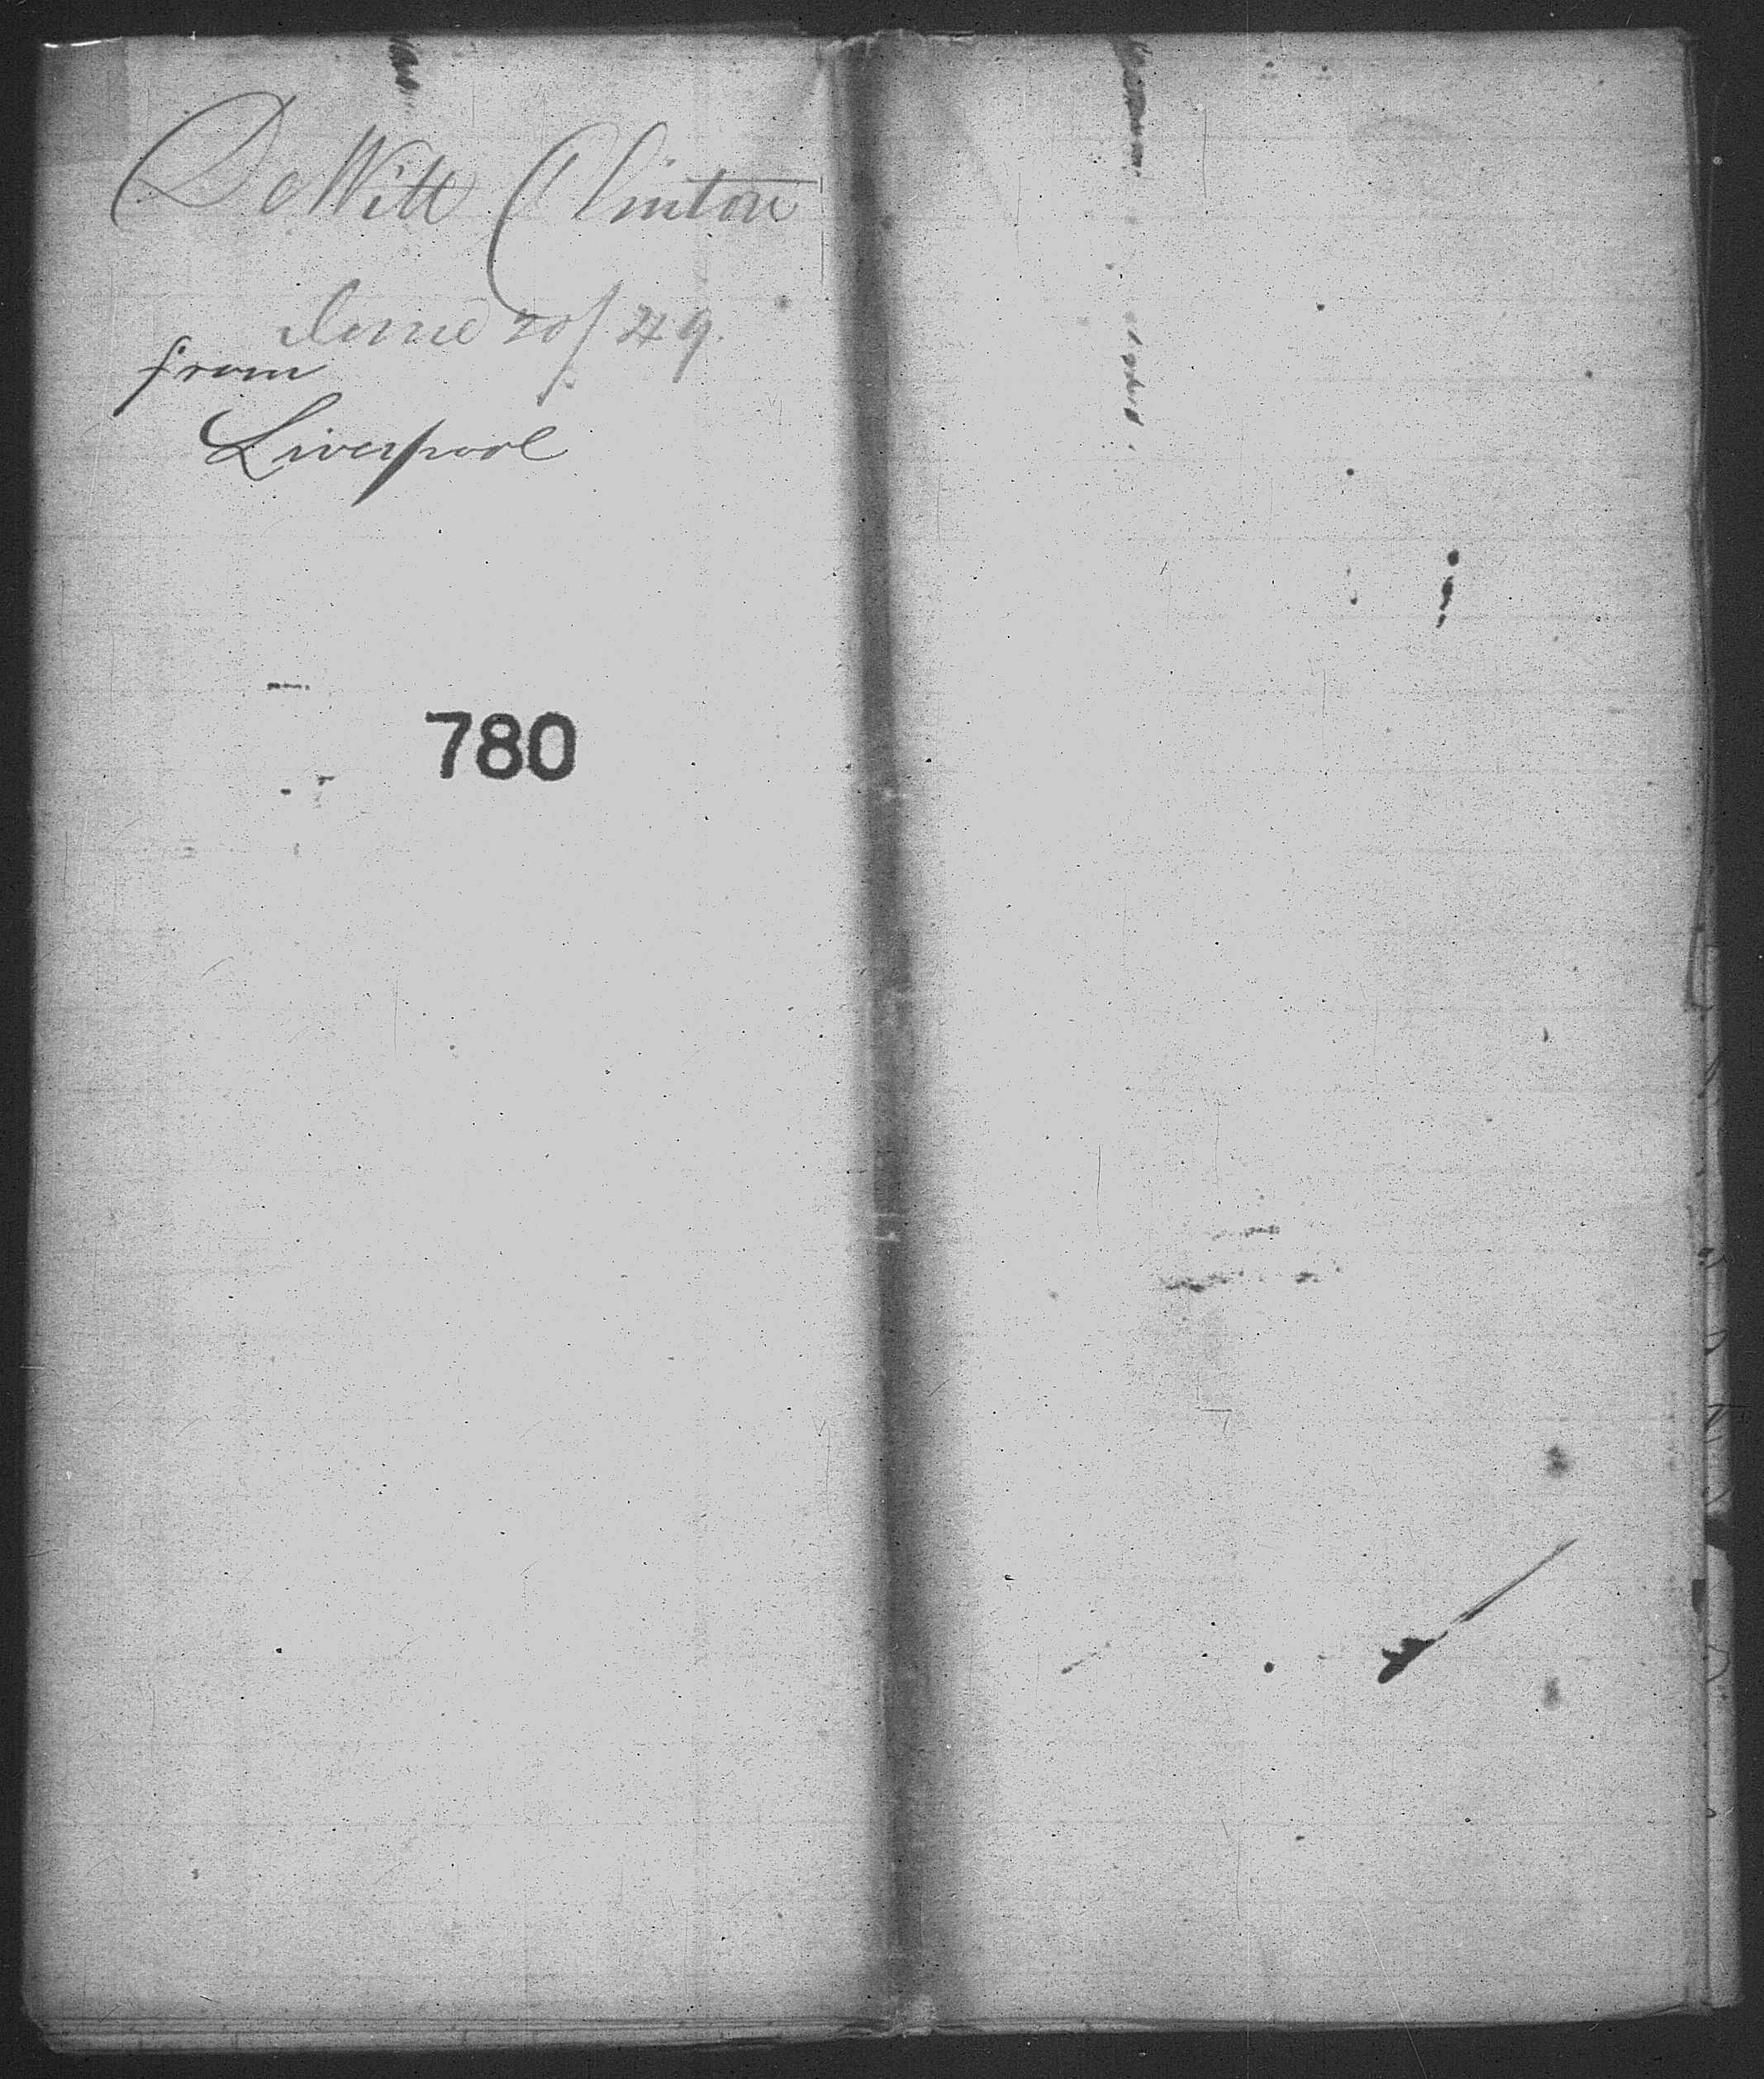 DeWitt Clinton
June 20/49.
from
Liverpool
780